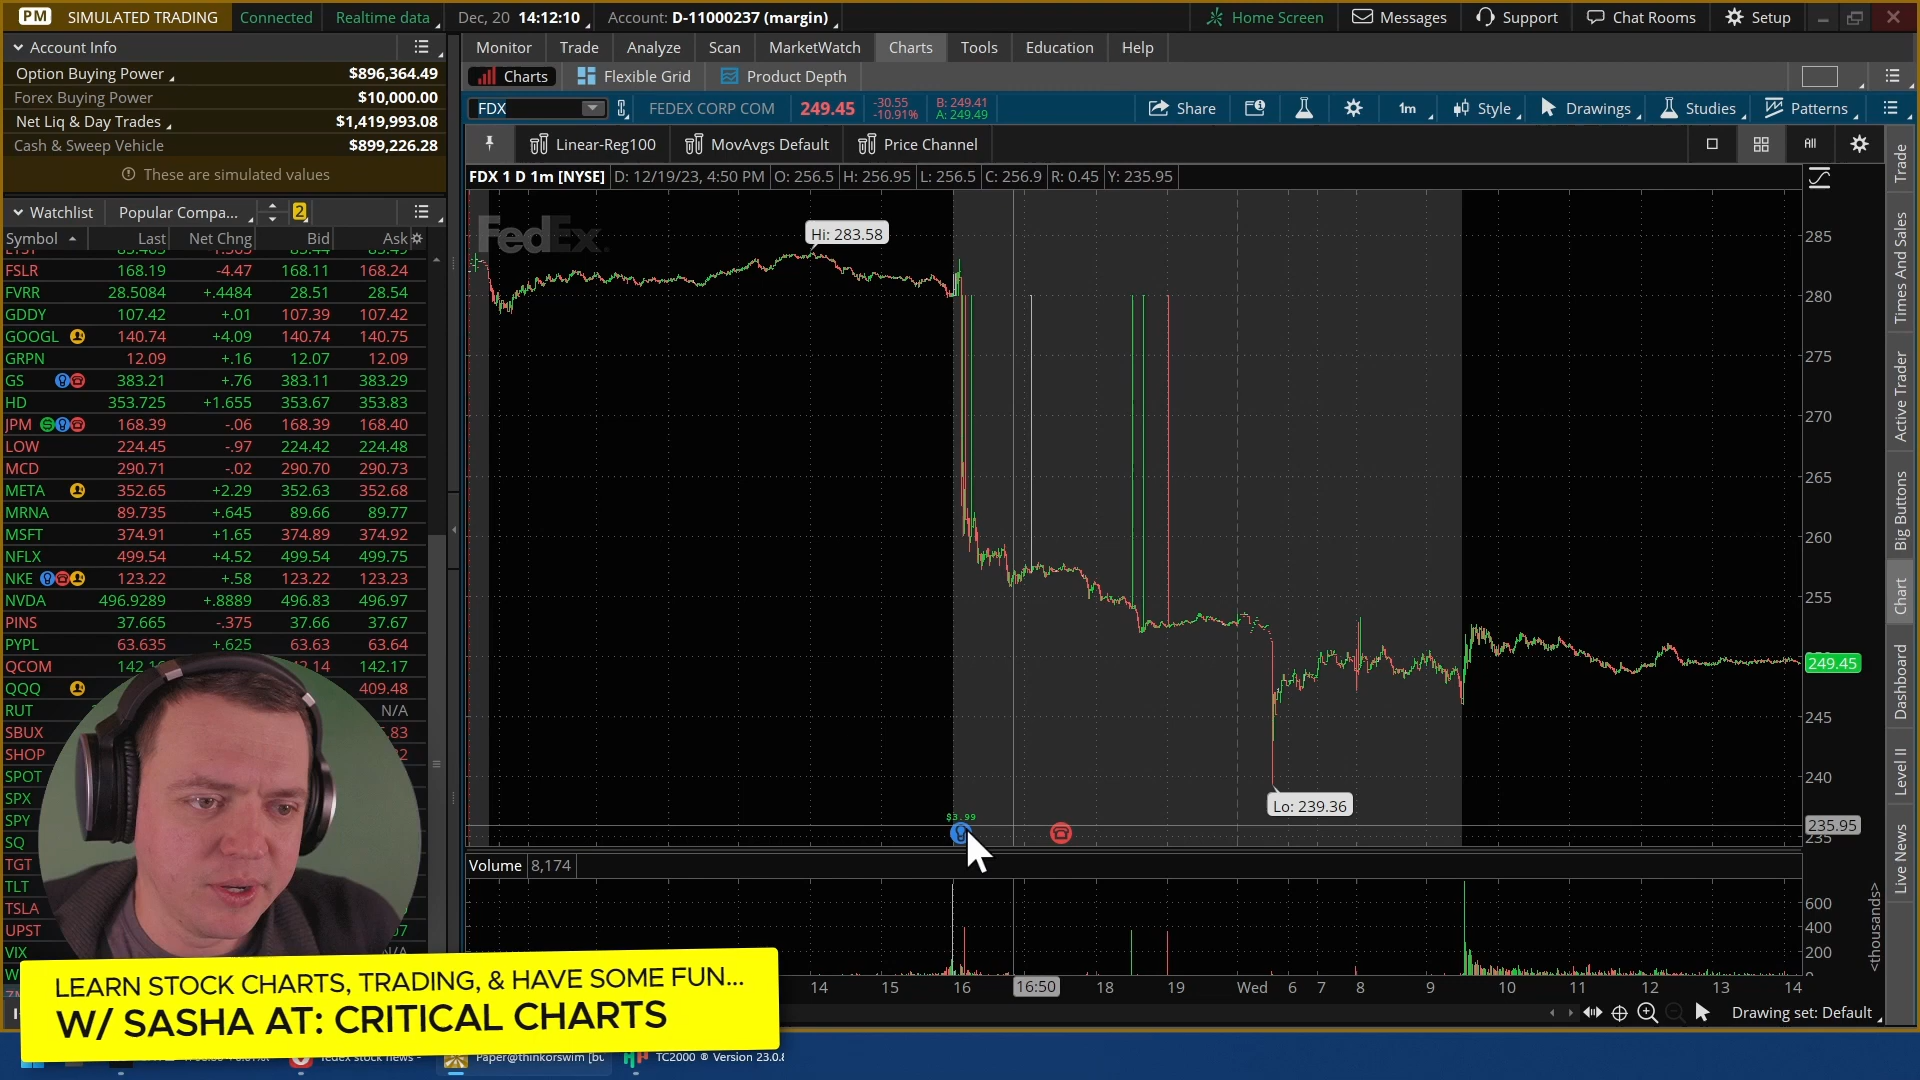 PM SIMULATED TRADING Connected Realtime data Dec, 20 14:12:10 Account: D-11000237 (margin) Home Screen Messages Support Chat Rooms Setup
Account Info
Option Buying Power $896,364.49
Forex Buying Power $10,000.00
Net Liq & Day Trades $1,419,993.08
Cash & Sweep Vehicle $899,226.28
These are simulated values
Watchlist Popular Compa... 2
Symbol Last Net Chng Bid Ask
FSLR 168.19 -4.47 168.11 168.24
FVRR 28.5084 +.4484 28.51 28.54
GDDY 107.42 +.01 107.39 107.42
GOOGL 140.74 +4.09 140.74 140.75
GRPN 12.09 +.16 12.07 12.09
GS 383.21 +.76 383.11 383.29
HD 353.725 +1.655 353.67 353.83
JPM 168.39 -.06 168.39 168.40
LOW 224.45 -.97 224.42 224.48
MCD 290.71 -.02 290.70 290.73
META 352.65 +2.29 352.63 352.68
MRNA 89.735 +.645 89.66 89.77
MSFT 374.91 +1.65 374.89 374.92
NFLX 499.54 +4.52 499.54 499.75
NKE 123.22 +.58 123.22 123.23
NVDA 496.9289 +.8889 496.83 496.97
PINS 37.665 -.375 37.66 37.67
PYPL 63.635 +.625 63.63 63.64
QCOM 142.17
QQQ 409.48
RUT N/A
SBUX
SHOP
SPOT
SPX
SPY
SQ
TGT
TLT
TSLA
UPST
VIX
Monitor Trade Analyze Scan MarketWatch Charts Tools Education Help
Charts Flexible Grid Product Depth
FDX FEDEX CORP COM 249.45 -30.55 B: 249.41
-10.91% A: 249.49
Share 1m Style Drawings Studies Patterns
Linear-Reg100 MovAvgs Default Price Channel All
FDX 1 D 1m [NYSE] D: 12/19/23, 4:50 PM O: 256.5 H: 256.95 L: 256.5 C: 256.9 R: 0.45 Y: 235.95
FedEx
Hi: 283.58
285
280
275
270
265
260
255
249.45
245
240
Lo: 239.36
$3.99
235.95
235
Volume 8,174
600
400
200
<thousands>
14 15 16 16:50 18 19 Wed 6 7 8 9 10 11 12 13 14
Drawing set: Default
Trade
Times And Sales
Active Trader
Big Buttons
Chart
Dashboard
Level II
Live News
LEARN STOCK CHARTS, TRADING, & HAVE SOME FUN...
W/ SASHA AT: CRITICAL CHARTS
fedex stock news - Paper@thinkorswim [bu TC2000 ® Version 23.0.8